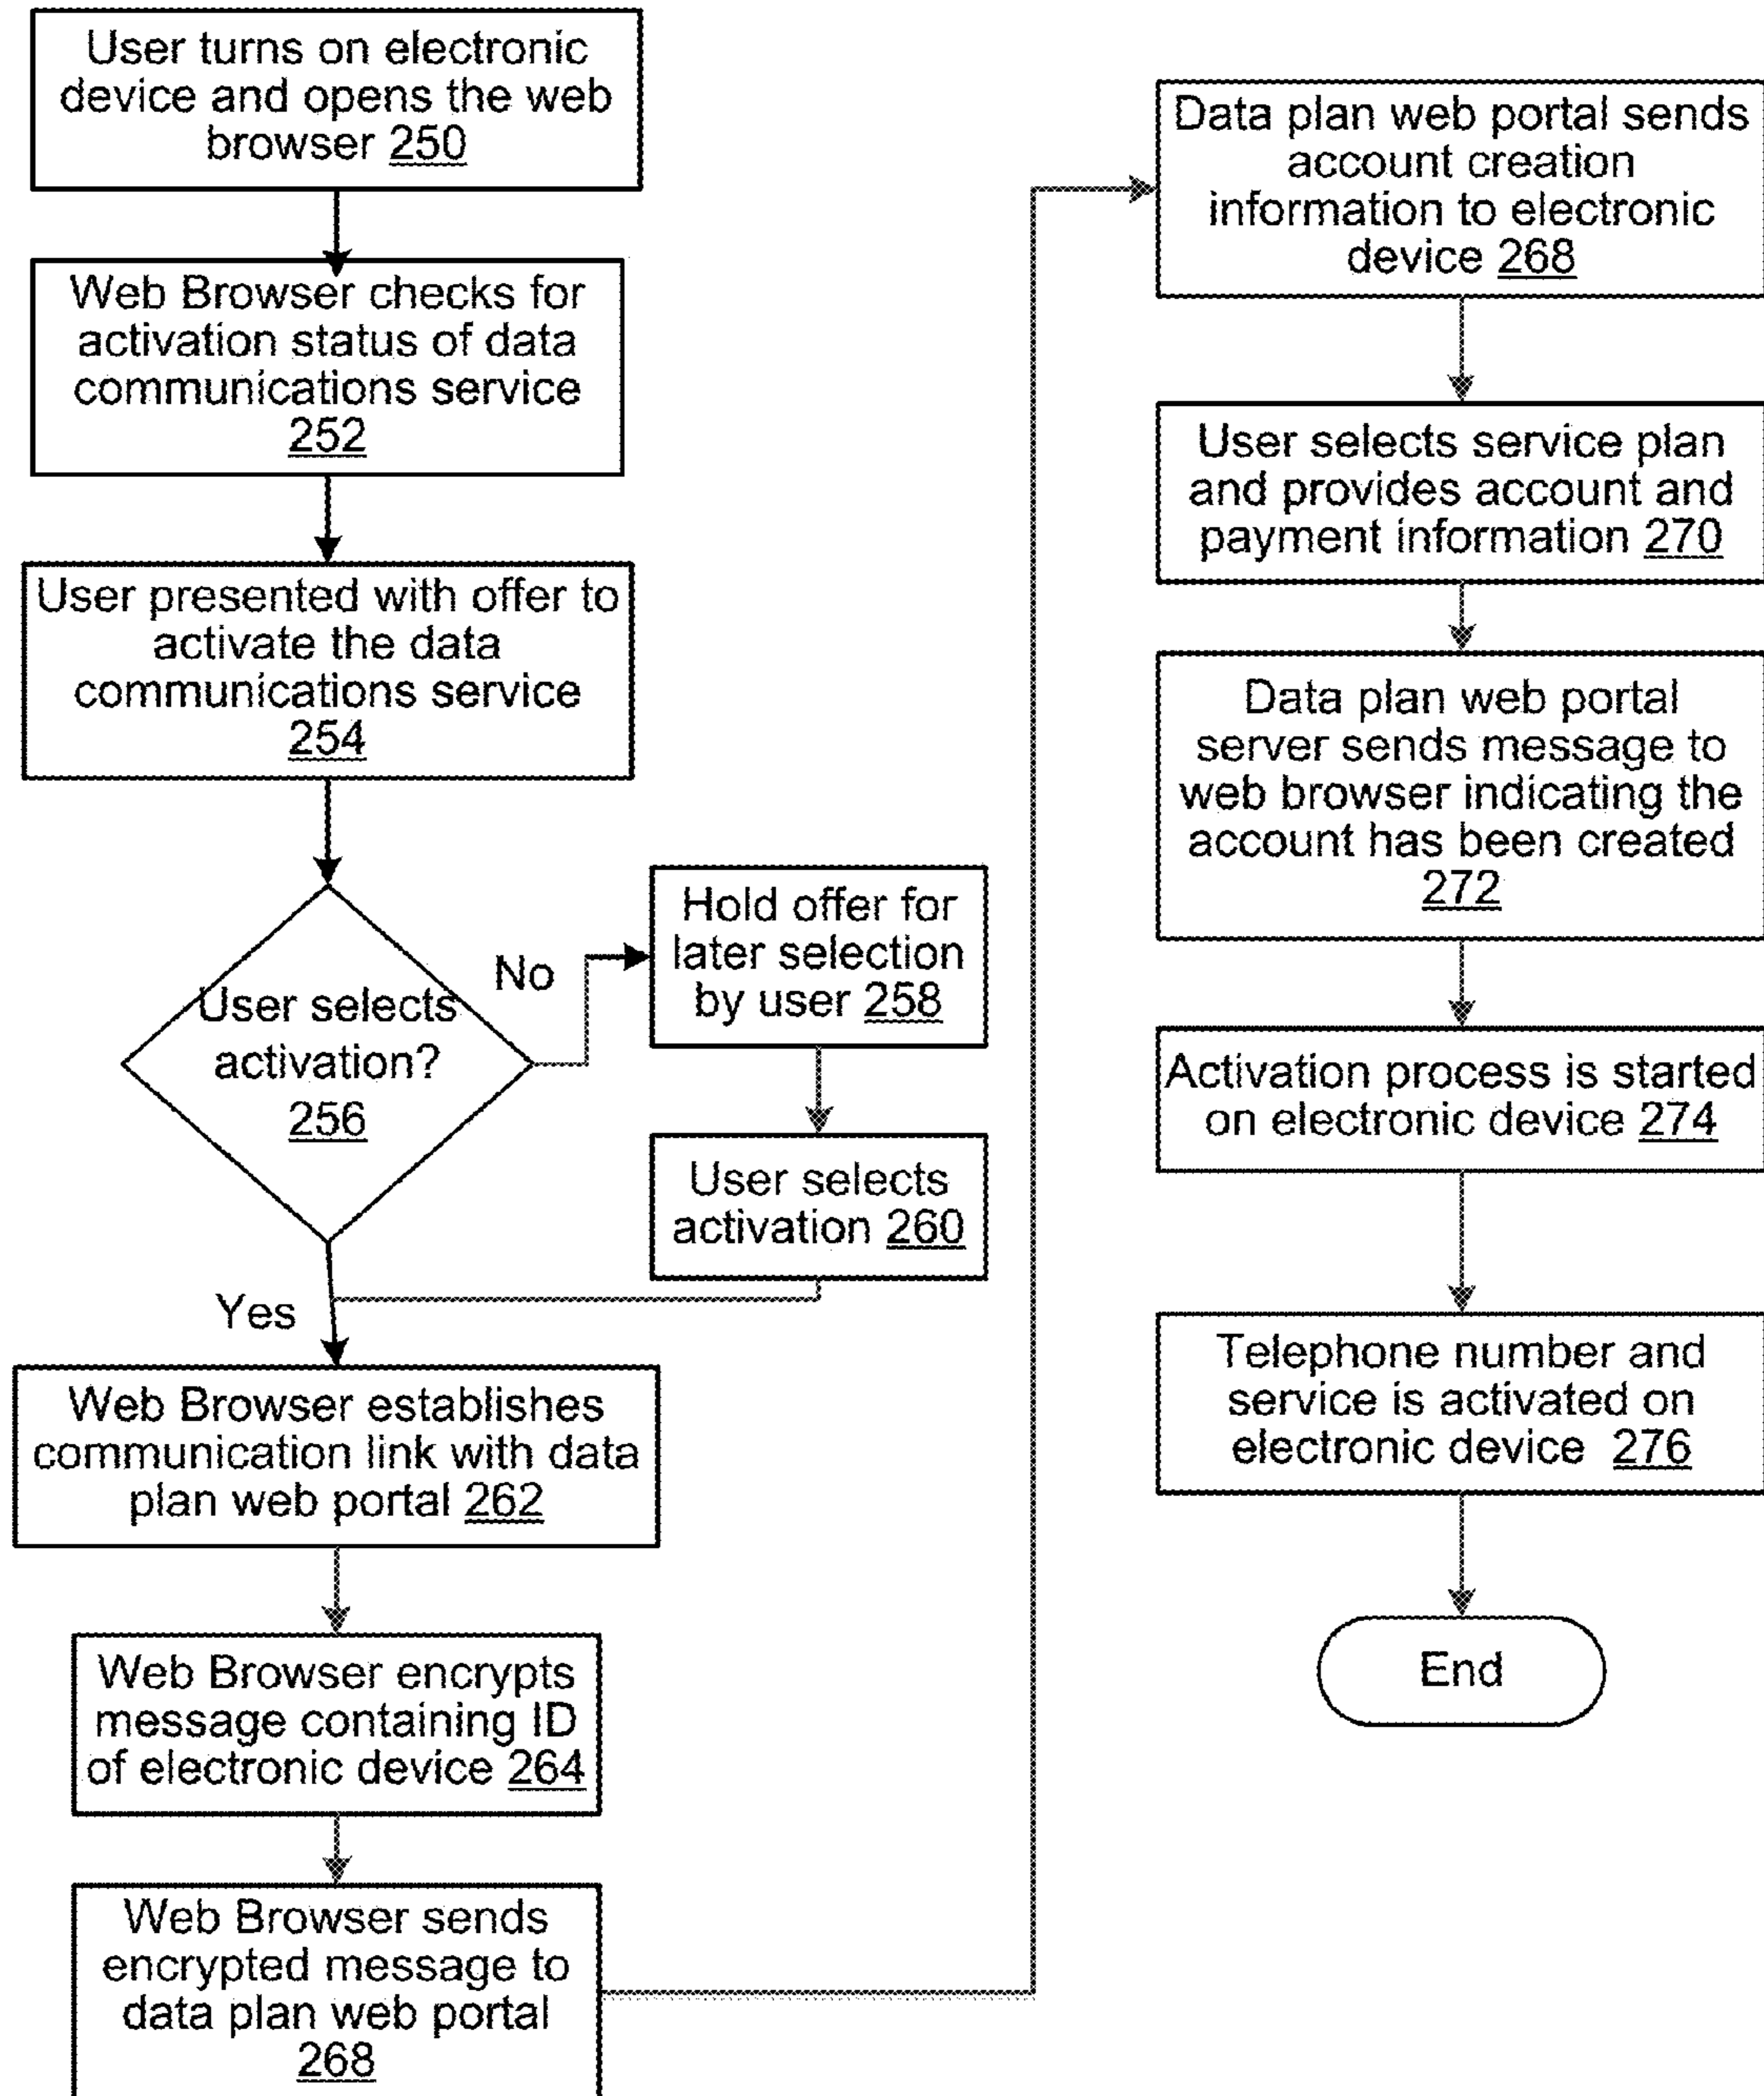 User turns on electronic
device and opens the web
browser 250
Web Browser checks for
activation status of data
communications service
252
User presented with offer to
activate the data
communications service
254
User selects
activation?
256
No
Hold offer for
later selection
by user 258
User selects
activation 260
Yes
Web Browser establishes
communication link with data
plan web portal 262
Web Browser encrypts
message containing ID
of electronic device 264
Web Browser sends
encrypted message to
data plan web portal
268
Data plan web portal sends
account creation
information to electronic
device 268
User selects service plan
and provides account and
payment information 270
Data plan web portal
server sends message to
web browser indicating the
account has been created
272
Activation process is started
on electronic device 274
Telephone number and
service is activated on
electronic device 276
End